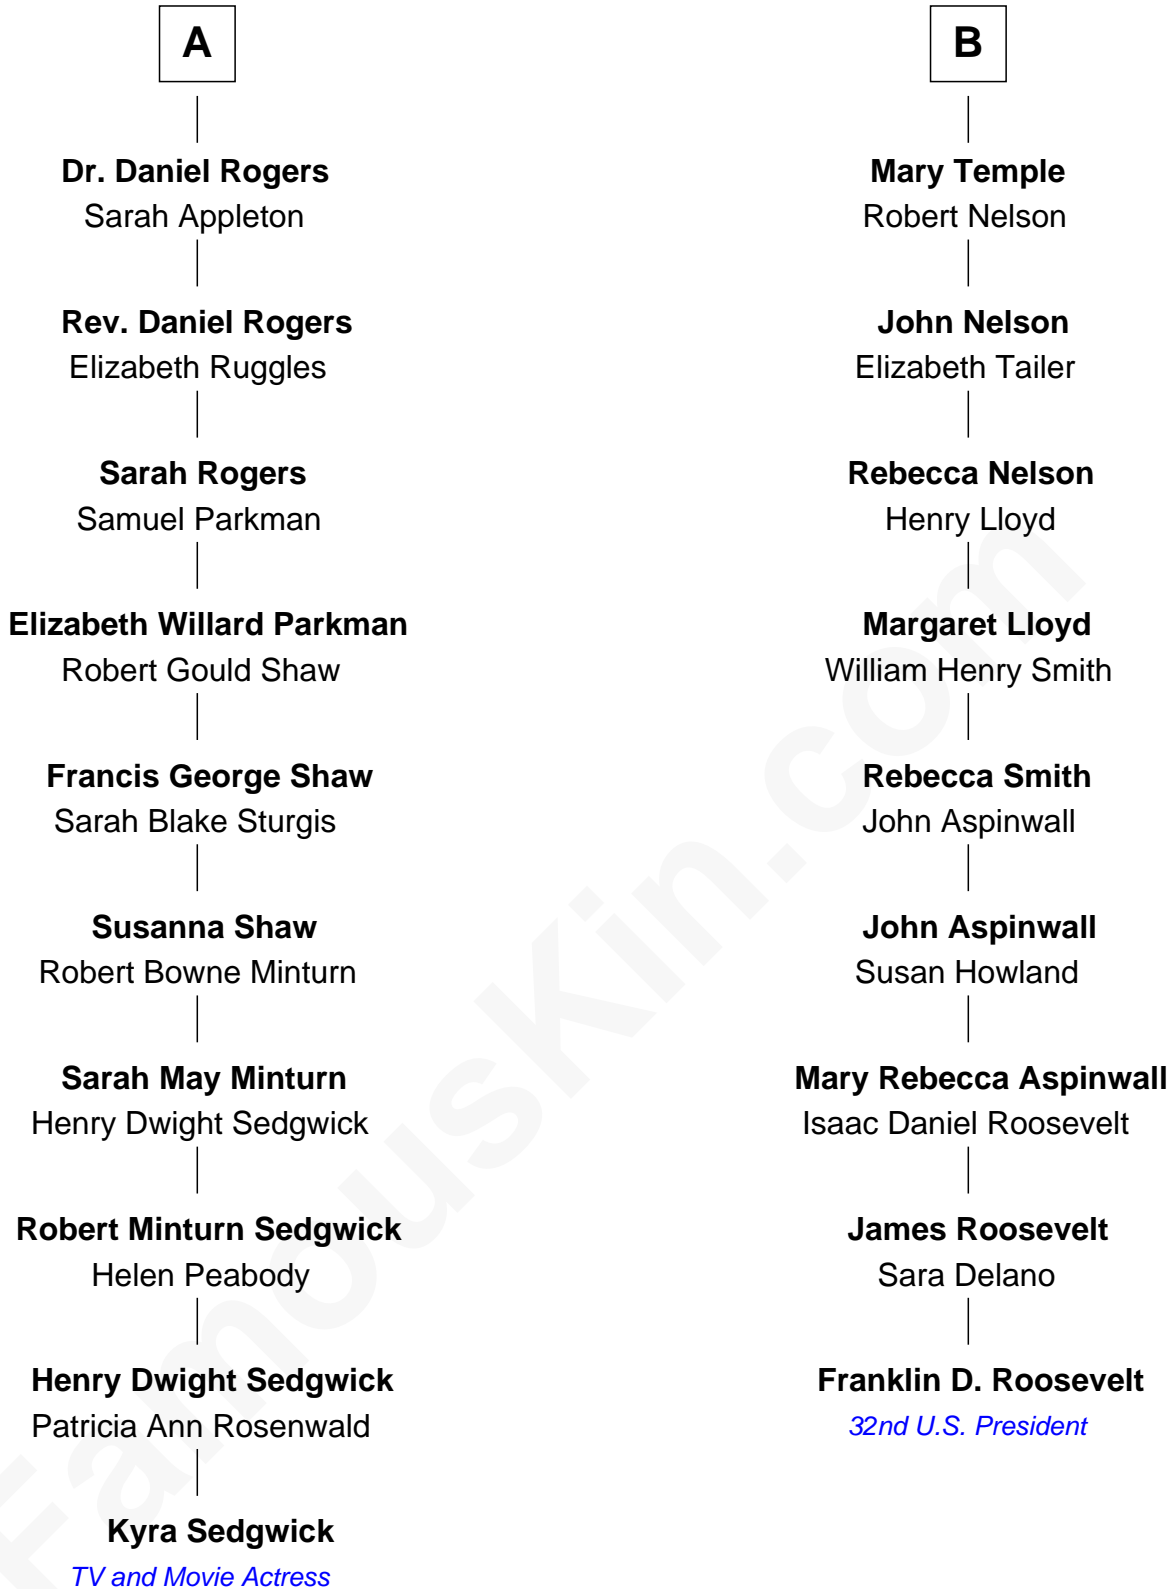 A
Dr. Daniel Rogers
Sarah Appleton
Rev. Daniel Rogers
Elizabeth Ruggles
Sarah Rogers
Samuel Parkman
Elizabeth Willard Parkman
Robert Gould Shaw
Francis George Shaw
Sarah Blake Sturgis
Susanna Shaw
Robert Bowne Minturn
Sarah May Minturn
Henry Dwight Sedgwick
Robert Minturn Sedgwick
Helen Peabody
Henry Dwight Sedgwick
Patricia Ann Rosenwald
Kyra Sedgwick
TV and Movie Actress
B
Mary Temple
Robert Nelson
John Nelson
Elizabeth Tailer
Rebecca Nelson
Henry Lloyd
Margaret Lloyd
William Henry Smith
Rebecca Smith
John Aspinwall
John Aspinwall
Susan Howland
Mary Rebecca Aspinwall
Isaac Daniel Roosevelt
James Roosevelt
Sara Delano
Franklin D. Roosevelt
32nd U.S. President
FamousKin.com